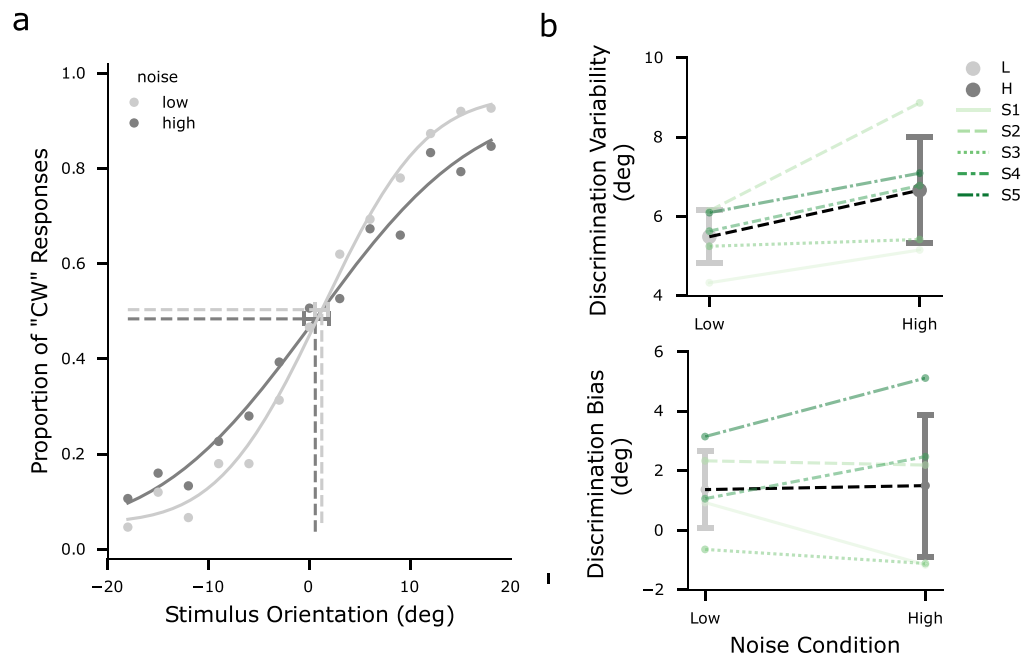 a
Proportion of "CW" Responses
1.0
0.8
0.6
0.4
0.2
0.0
noise
low
high
−20
−10
0
10
20
Stimulus Orientation (deg)
b
Discrimination Variability
(deg)
10
8
6
4
Low
High
L
H
S1
S2
S3
S4
S5
Discrimination Bias
(deg)
6
4
2
0
−2
Low
High
Noise Condition